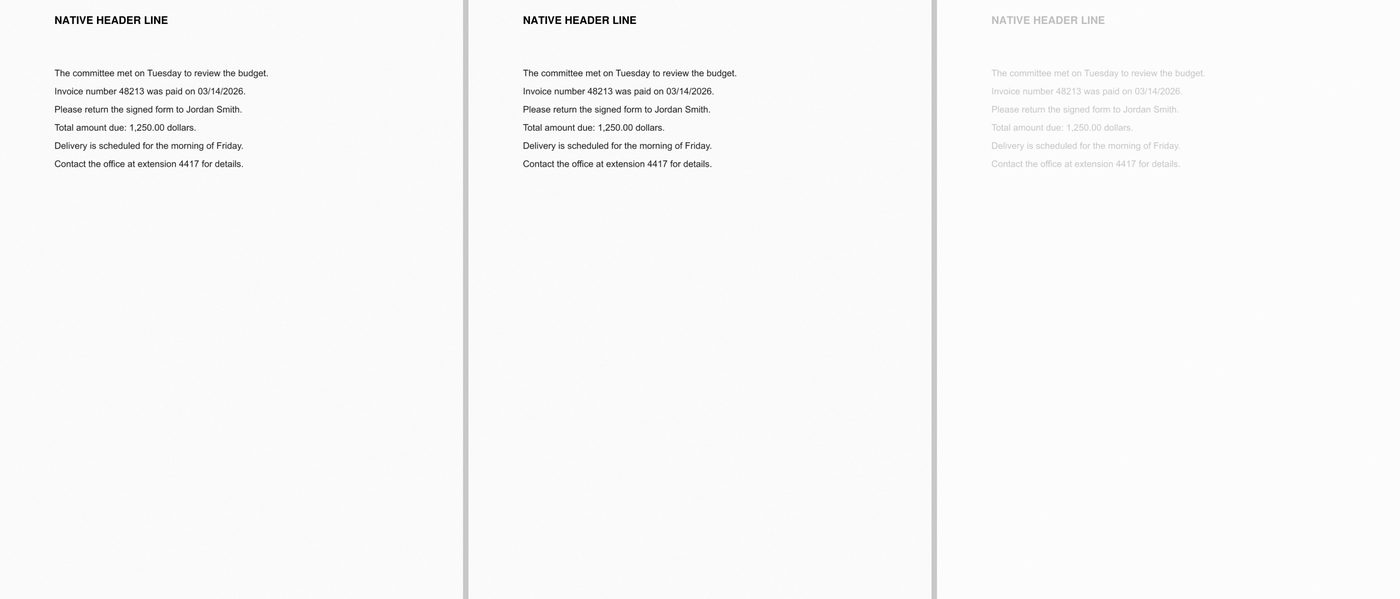 NATIVE HEADER LINE
The committee met on Tuesday to review the budget.
Invoice number 48213 was paid on 03/14/2026.
Please return the signed form to Jordan Smith.
Total amount due: 1,250.00 dollars.
Delivery is scheduled for the morning of Friday.
Contact the office at extension 4417 for details.
NATIVE HEADER LINE
The committee met on Tuesday to review the budget.
Invoice number 48213 was paid on 03/14/2026.
Please return the signed form to Jordan Smith.
Total amount due: 1,250.00 dollars.
Delivery is scheduled for the morning of Friday.
Contact the office at extension 4417 for details.
NATIVE HEADER LINE
The committee met on Tuesday to review the budget.
Invoice number 48213 was paid on 03/14/2026.
Please return the signed form to Jordan Smith.
Total amount due: 1,250.00 dollars.
Delivery is scheduled for the morning of Friday.
Contact the office at extension 4417 for details.